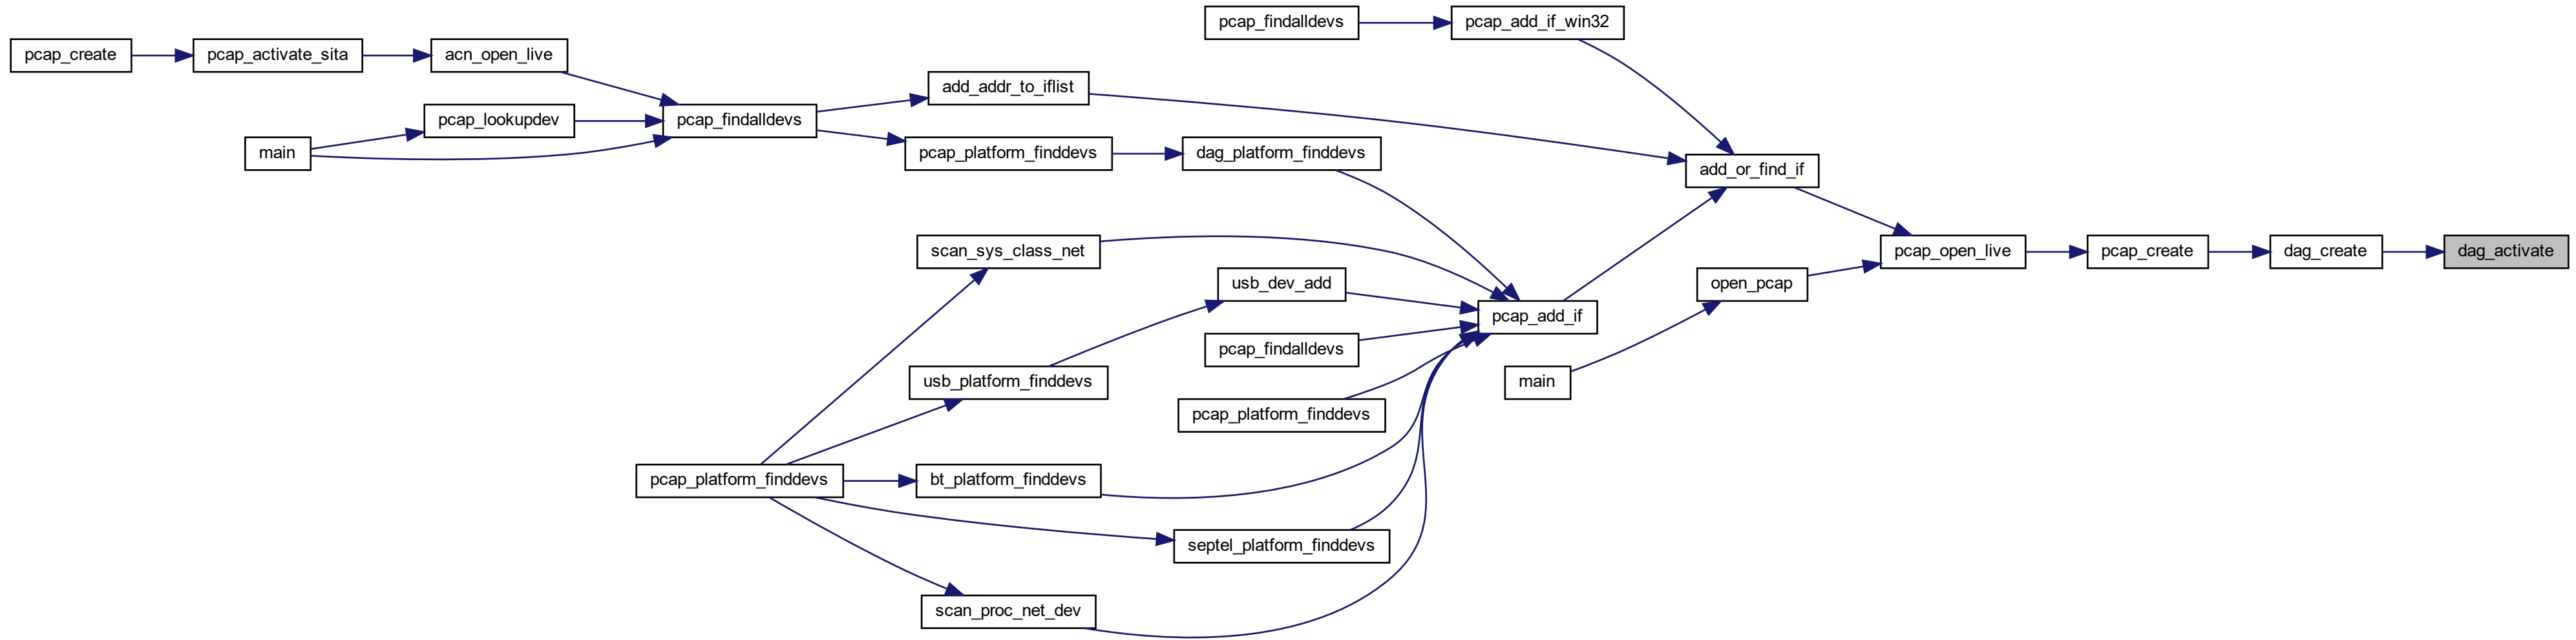 pcap_findalldevs
pcap_add_if_win32
pcap_create
pcap_activate_sita
acn_open_live
add_addr_to_iflist
pcap_lookupdev
pcap_findalldevs
main
pcap_platform_finddevs
dag_platform_finddevs
add_or_find_if
scan_sys_class_net
pcap_open_live
pcap_create
dag_create
dag_activate
usb_dev_add
open_pcap
pcap_add_if
pcap_findalldevs
usb_platform_finddevs
main
pcap_platform_finddevs
pcap_platform_finddevs
bt_platform_finddevs
septel_platform_finddevs
scan_proc_net_dev